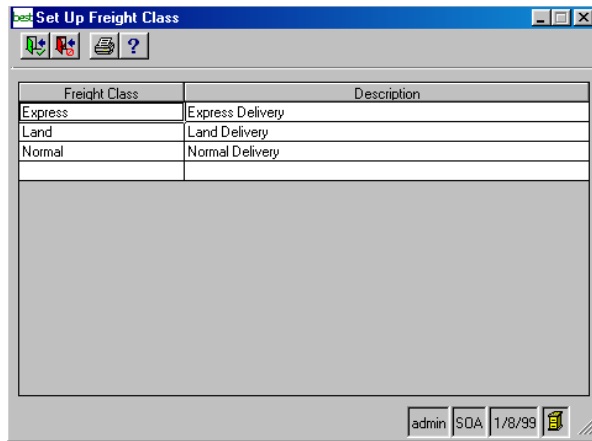 best Set Up Freight Class
?
Freight Class Description
Express Express Delivery
Land Land Delivery
Normal Normal Delivery
admin SOA 1/8/99